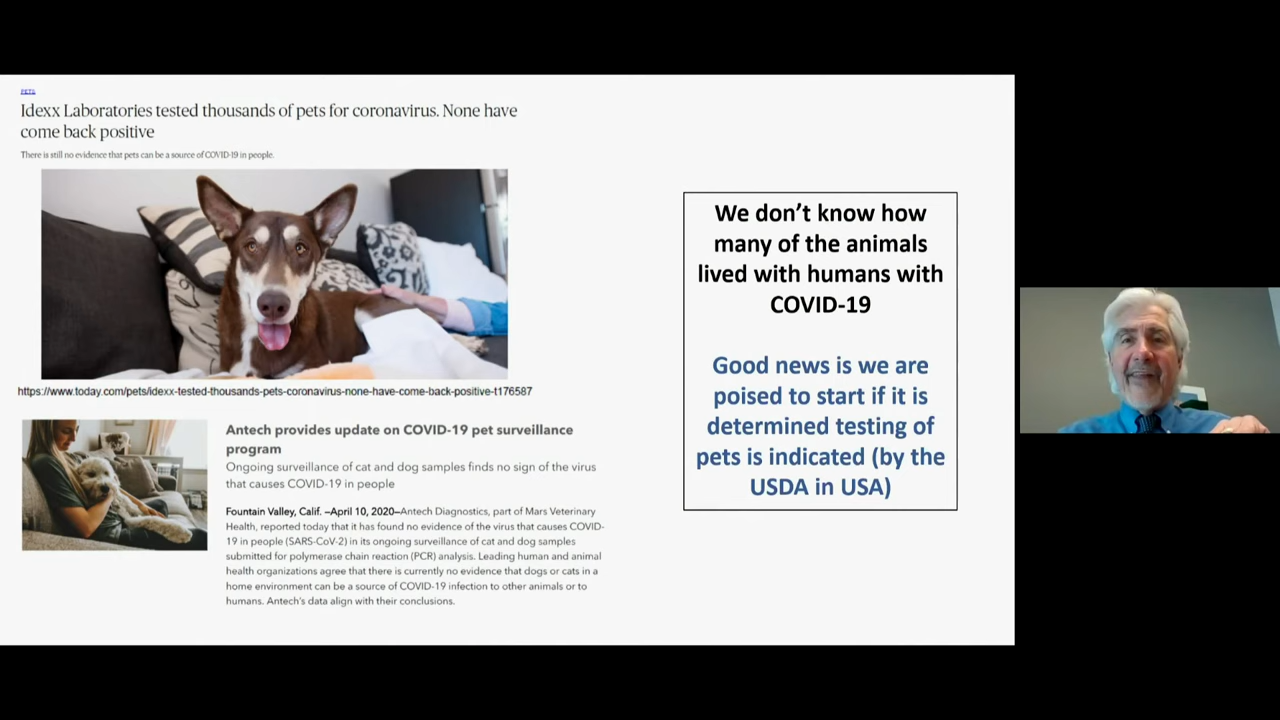 PETS
Idexx Laboratories tested thousands of pets for coronavirus. None have
come back positive
There is still no evidence that pets can be a source of COVID-19 in people.
https://www.today.com/pets/idexx-tested-thousands-pets-coronavirus-none-have-come-back-positive-t176587
Antech provides update on COVID-19 pet surveillance
program
Ongoing surveillance of cat and dog samples finds no sign of the virus
that causes COVID-19 in people
Fountain Valley, Calif. –April 10, 2020—Antech Diagnostics, part of Mars Veterinary
Health, reported today that it has found no evidence of the virus that causes COVID-
19 in people (SARS-CoV-2) in its ongoing surveillance of cat and dog samples
submitted for polymerase chain reaction (PCR) analysis. Leading human and animal
health organizations agree that there is currently no evidence that dogs or cats in a
home environment can be a source of COVID-19 infection to other animals or to
humans. Antech's data align with their conclusions.
We don't know how
many of the animals
lived with humans with
COVID-19
Good news is we are
poised to start if it is
determined testing of
pets is indicated (by the
USDA in USA)